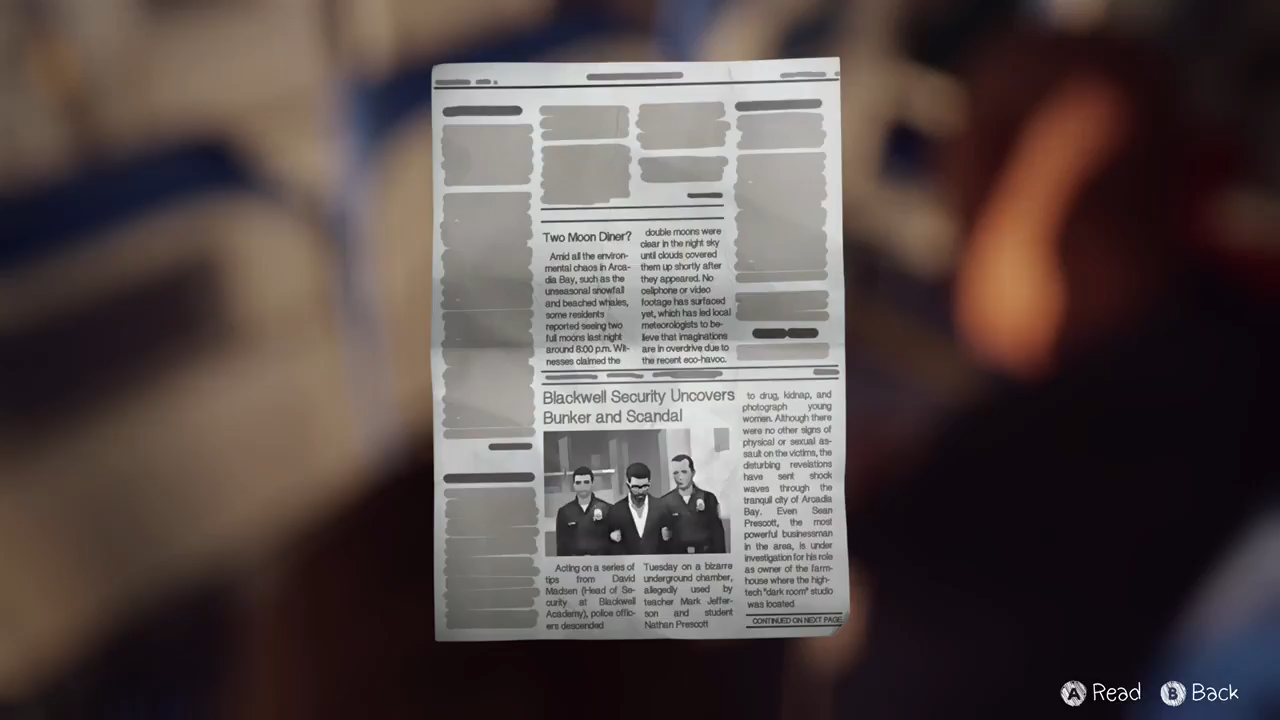 Two Moon Diner?
Amid all the environ-
mental chaos in Arca-
dia Bay, such as the
unseasonal snowfall
and beached whales,
some residents
reported seeing two
full moons last night
around 8:00 p.m. Wit-
nesses claimed the
double moons were
clear in the night sky
until clouds covered
them up shortly after
they appeared. No
cellphone or video
footage has surfaced
yet, which has led local
meteorologists to be-
lieve that imaginations
are in overdrive due to
the recent eco-havoc.
Blackwell Security Uncovers
Bunker and Scandal
Acting on a series of
tips from David
Madsen (Head of Se-
curity at Blackwell
Academy), police offic-
ers descended
Tuesday on a bizarre
underground chamber,
allegedly used by
teacher Mark Jeffer-
son and student
Nathan Prescott
to drug, kidnap, and
photograph young
women. Although there
were no other signs of
physical or sexual as-
sault on the victims, the
disturbing revelations
have sent shock
waves through the
tranquil city of Arcadia
Bay. Even Sean
Prescott, the most
powerful businessman
in the area, is under
investigation for his role
as owner of the farm-
house where the high-
tech "dark room" studio
was located
CONTINUED ON NEXT PAGE
A Read B Back